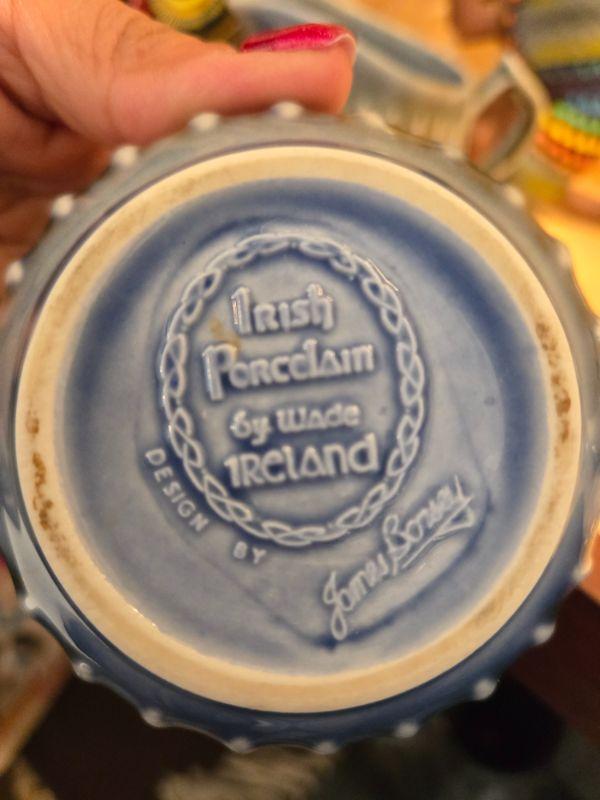 Irish
Porcelain
by Wade
IRELAND
DESIGN BY
James Borsey